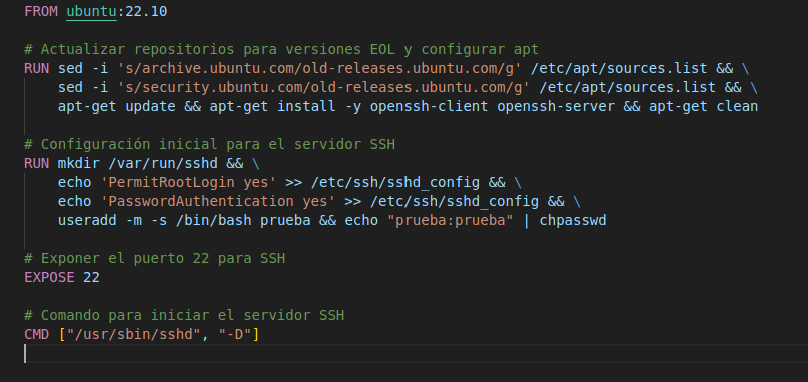 FROM ubuntu:22.10
# Actualizar repositorios para versiones EOL y configurar apt
RUN sed -i 's/archive.ubuntu.com/old-releases.ubuntu.com/g' /etc/apt/sources.list && \
    sed -i 's/security.ubuntu.com/old-releases.ubuntu.com/g' /etc/apt/sources.list && \
    apt-get update && apt-get install -y openssh-client openssh-server && apt-get clean
# Configuración inicial para el servidor SSH
RUN mkdir /var/run/sshd && \
    echo 'PermitRootLogin yes' >> /etc/ssh/sshd_config && \
    echo 'PasswordAuthentication yes' >> /etc/ssh/sshd_config && \
    useradd -m -s /bin/bash prueba && echo "prueba:prueba" | chpasswd
# Exponer el puerto 22 para SSH
EXPOSE 22
# Comando para iniciar el servidor SSH
CMD ["/usr/sbin/sshd", "-D"]